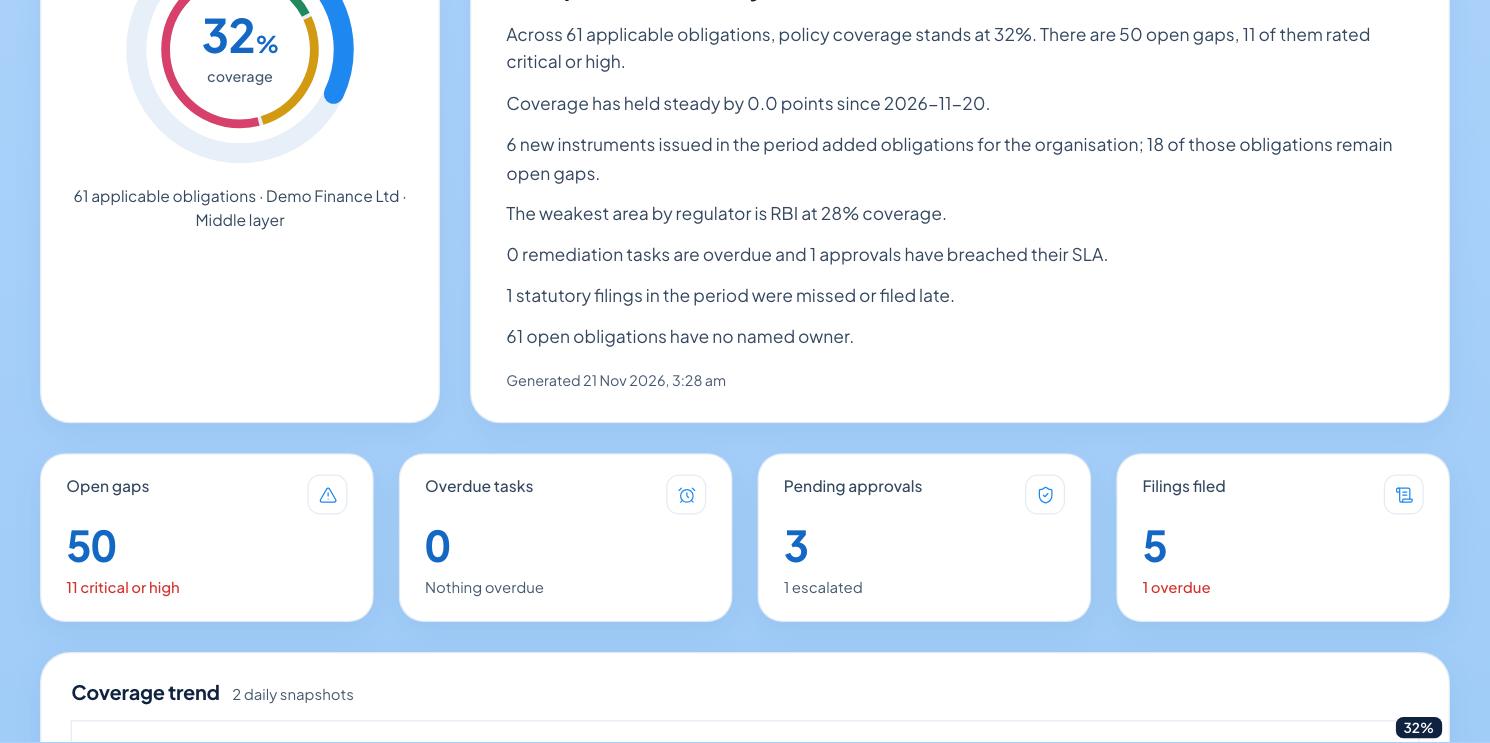 32%
coverage
61 applicable obligations · Demo Finance Ltd ·
Middle layer
Across 61 applicable obligations, policy coverage stands at 32%. There are 50 open gaps, 11 of them rated
critical or high.
Coverage has held steady by 0.0 points since 2026-11-20.
6 new instruments issued in the period added obligations for the organisation; 18 of those obligations remain
open gaps.
The weakest area by regulator is RBI at 28% coverage.
0 remediation tasks are overdue and 1 approvals have breached their SLA.
1 statutory filings in the period were missed or filed late.
61 open obligations have no named owner.
Generated 21 Nov 2026, 3:28 am
Open gaps
50
11 critical or high
Overdue tasks
0
Nothing overdue
Pending approvals
3
1 escalated
Filings filed
5
1 overdue
Coverage trend 2 daily snapshots
32%